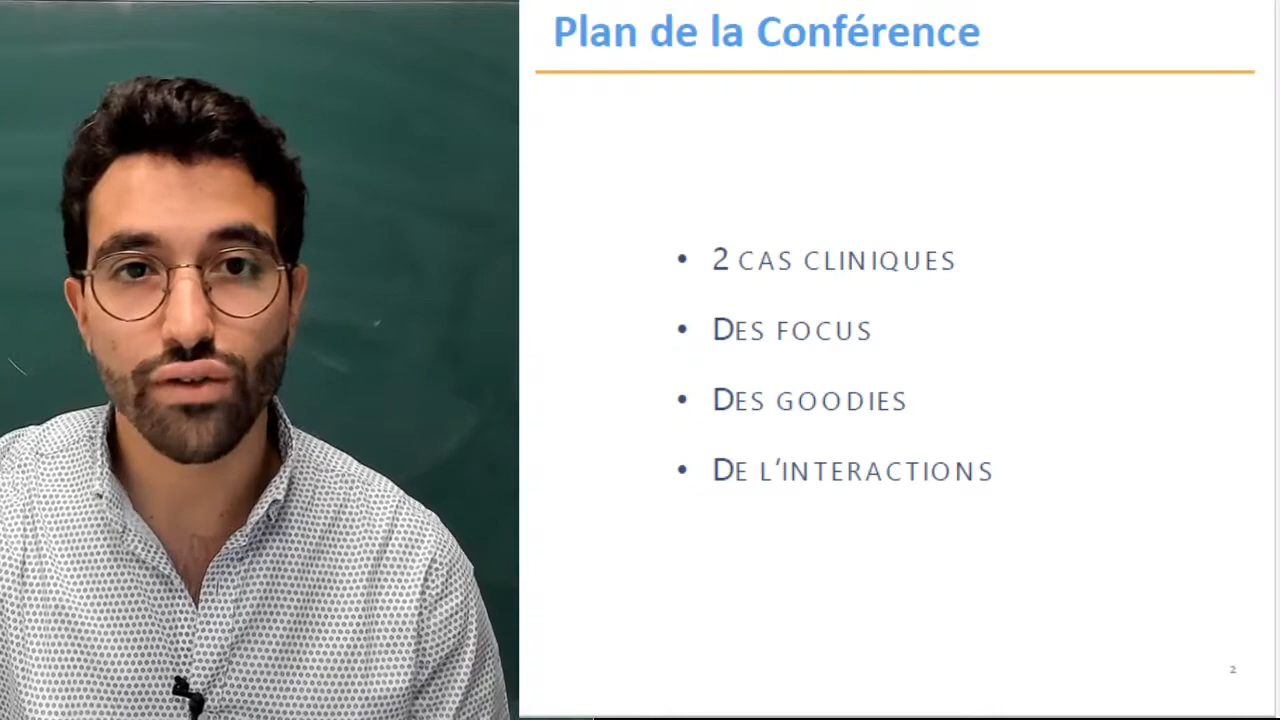 Plan de la Conférence
• 2 CAS CLINIQUES
• DES FOCUS
• DES GOODIES
• DE L'INTERACTIONS
2